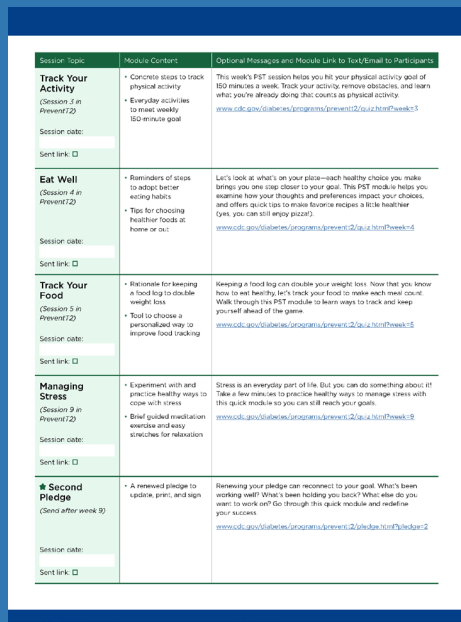 Session Topic
Module Content
Optional Messages and Module Link to Text/Email to Participants
Track Your
Activity
(Session 3 in
PreventT2)
Session date:
Sent link:
• Concrete steps to track
physical activity
• Everyday activities
to meet weekly
150-minute goal
This week's PST session helps you hit your physical activity goal of
150 minutes a week. Track your activity, remove obstacles, and learn
what you're already doing that counts as physical activity.
www.cdc.gov/diabetes/programs/preventt2/quiz.html?week=3
Eat Well
(Session 4 in
PreventT2)
Session date:
Sent link:
• Reminders of steps
to adopt better
eating habits
• Tips for choosing
healthier foods at
home or out
Let's look at what's on your plate—each healthy choice you make
brings you one step closer to your goal. This PST module helps you
examine how your thoughts and preferences impact your choices,
and offers quick tips to make favorite recipes a little healthier
(yes, you can still enjoy pizza!).
www.cdc.gov/diabetes/programs/preventt2/quiz.html?week=4
Track Your
Food
(Session 5 in
PreventT2)
Session date:
Sent link:
• Rationale for keeping
a food log to double
weight loss
• Tool to choose a
personalized way to
improve food tracking
Keeping a food log can double your weight loss. Now that you know
how to eat healthy, let's track your food to make each meal count.
Walk through this PST module to learn ways to track and keep
yourself ahead of the game.
www.cdc.gov/diabetes/programs/preventt2/quiz.html?week=5
Managing
Stress
(Session 9 in
PreventT2)
Session date:
Sent link:
• Experiment with and
practice healthy ways to
cope with stress
• Brief guided meditation
exercise and easy
stretches for relaxation
Stress is an everyday part of life. But you can do something about it!
Take a few minutes to practice healthy ways to manage stress with
this quick module so you can still reach your goals.
www.cdc.gov/diabetes/programs/preventt2/quiz.html?week=9
Second
Pledge
(Send after week 9)
Session date:
Sent link:
• A renewed pledge to
update, print, and sign
Renewing your pledge can reconnect to your goal. What's been
working well? What's been holding you back? What else do you
want to work on? Go through this quick module and redefine
your success.
www.cdc.gov/diabetes/programs/preventt2/pledge.html?pledge=2